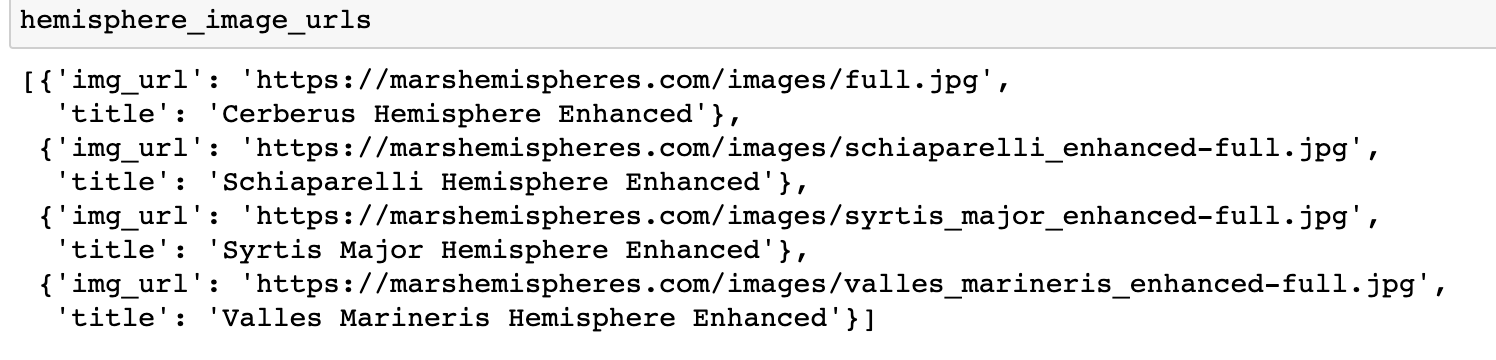 hemisphere_image_urls
[{'img_url': 'https://marshemispheres.com/images/full.jpg',
'title': 'Cerberus Hemisphere Enhanced'},
{'img_url': 'https://marshemispheres.com/images/schiaparelli_enhanced-full.jpg',
'title': 'Schiaparelli Hemisphere Enhanced'},
{'img_url': 'https://marshemispheres.com/images/syrtis_major_enhanced-full.jpg',
'title': 'Syrtis Major Hemisphere Enhanced'},
{'img_url': 'https://marshemispheres.com/images/valles_marineris_enhanced-full.jpg',
'title': 'Valles Marineris Hemisphere Enhanced'}]